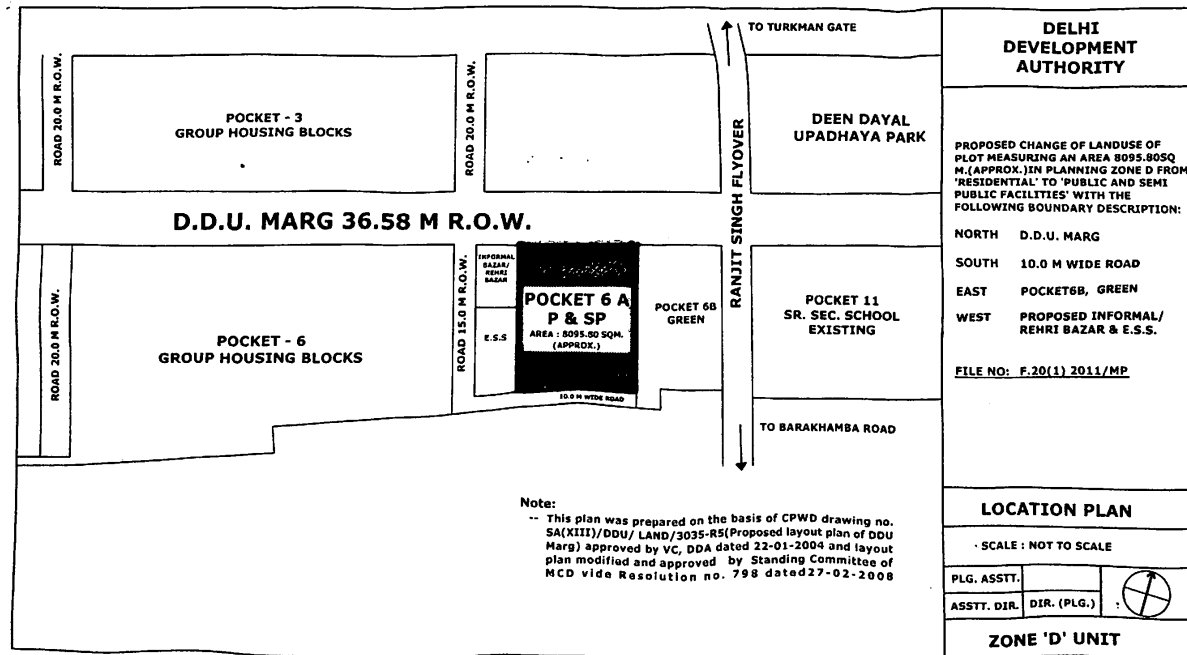 TO TURKMAN GATE
ROAD 20.0 M R.O.W.
POCKET - 3
GROUP HOUSING BLOCKS
ROAD 20.0 M R.O.W.
RANJIT SINGH FLYOVER
DEEN DAYAL
UPADHAYA PARK
D.D.U. MARG 36.58 M R.O.W.
ROAD 20.0 M R.O.W.
POCKET - 6
GROUP HOUSING BLOCKS
ROAD 15.0 M R.O.W.
INFORMAL
BAZAR/
REHRI
BAZAR
E.S.S
POCKET 6 A
P & SP
AREA : 8095.80 SQM.
(APPROX.)
10.0 M WIDE ROAD
POCKET 6B
GREEN
POCKET 11
SR. SEC. SCHOOL
EXISTING
TO BARAKHAMBA ROAD
Note:
-- This plan was prepared on the basis of CPWD drawing no.
SA(XIII)/DDU/ LAND/3035-R5(Proposed layout plan of DDU
Marg) approved by VC, DDA dated 22-01-2004 and layout
plan modified and approved by Standing Committee of
MCD vide Resolution no. 798 dated27-02-2008
DELHI
DEVELOPMENT
AUTHORITY
PROPOSED CHANGE OF LANDUSE OF
PLOT MEASURING AN AREA 8095.80SQ
M.(APPROX.)IN PLANNING ZONE D FROM
'RESIDENTIAL' TO 'PUBLIC AND SEMI
PUBLIC FACILITIES' WITH THE
FOLLOWING BOUNDARY DESCRIPTION:
NORTH D.D.U. MARG
SOUTH 10.0 M WIDE ROAD
EAST POCKET6B, GREEN
WEST PROPOSED INFORMAL/
REHRI BAZAR & E.S.S.
FILE NO: F.20(1) 2011/MP
LOCATION PLAN
SCALE : NOT TO SCALE
PLG. ASSTT.
ASSTT. DIR. DIR. (PLG.)
ZONE 'D' UNIT